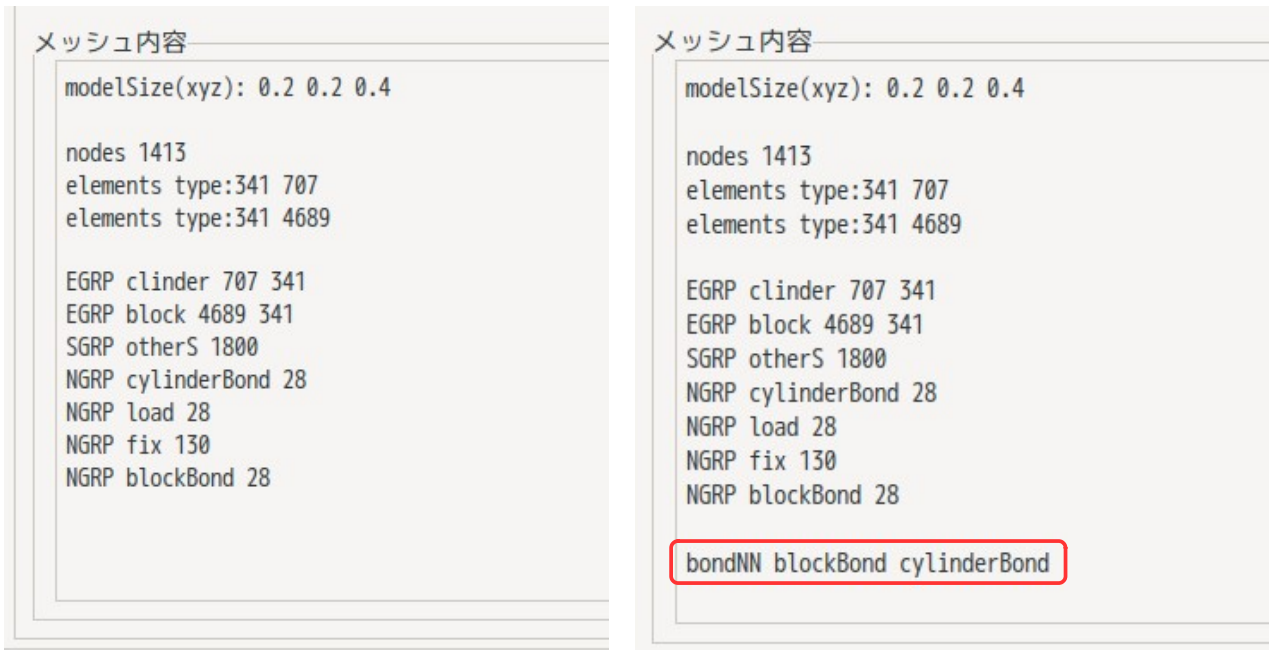 メッシュ内容
modelSize(xyz): 0.2 0.2 0.4
nodes 1413
elements type:341 707
elements type:341 4689
EGRP clinder 707 341
EGRP block 4689 341
SGRP otherS 1800
NGRP cylinderBond 28
NGRP load 28
NGRP fix 130
NGRP blockBond 28
メッシュ内容
modelSize(xyz): 0.2 0.2 0.4
nodes 1413
elements type:341 707
elements type:341 4689
EGRP clinder 707 341
EGRP block 4689 341
SGRP otherS 1800
NGRP cylinderBond 28
NGRP load 28
NGRP fix 130
NGRP blockBond 28
bondNN blockBond cylinderBond